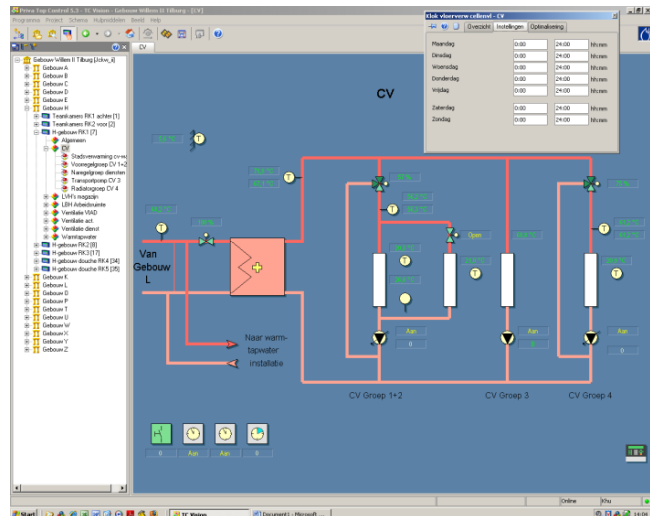 Priva Top Control 5.3 - TC Vision - Gebouw Willem II Tilburg - [CV]
Programma Project Schema Hulpmiddelen Beeld Help
CV
Gebouw Willem II Tilburg
Gebouw A
Gebouw B
Gebouw C
Gebouw D
Gebouw E
Gebouw H
Teamkamers RK1 achter [1]
Teamkamers RK2 voor [2]
H-gebouw RK1 [7]
Algemeen
CV
Stadsverwarming cv-wa
Voorregelgroep CV 1+2
Naregelgroep diensten
Transportpomp CV 3
Radiatorgroep CV 4
LVH's magazijn
LBH Arbeidsruimte
Ventilatie VIAD
Ventilatie act.
Ventilatie dienst
Warmtapwater
H-gebouw RK2 [8]
H-gebouw RK3 [17]
H-gebouw douche RK4 [34]
H-gebouw douche RK5 [35]
Gebouw K
Gebouw L
Gebouw O
Gebouw P
Gebouw T
Gebouw U
Gebouw W
Gebouw X
Gebouw Y
Gebouw Z
Klok vloerverw cellenst - CV
Overzicht Instellingen Optimalisering
Maandag 0:00 24:00 hh:mm
Dinsdag 0:00 24:00 hh:mm
Woensdag 0:00 24:00 hh:mm
Donderdag 0:00 24:00 hh:mm
Vrijdag 0:00 24:00 hh:mm
Zaterdag 0:00 24:00 hh:mm
Zondag 0:00 24:00 hh:mm
CV
T
T
T
T
Open
T
Van
Gebouw
L
T
T
T
Aan
0
Aan
Aan
0
Naar warm-
tapwater
installatie
CV Groep 1+2
CV Groep 3
CV Groep 4
0 Aan Aan 0
Online
Start
TC Vision
Document1 - Microsoft ...
14:04